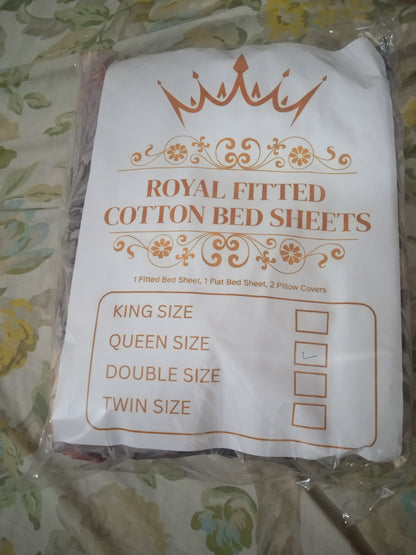 ROYAL FITTED
COTTON BED SHEETS
1 Fitted Bed Sheet, 1 Flat Bed Sheet, 2 Pillow Covers
KING SIZE
QUEEN SIZE
DOUBLE SIZE
TWIN SIZE